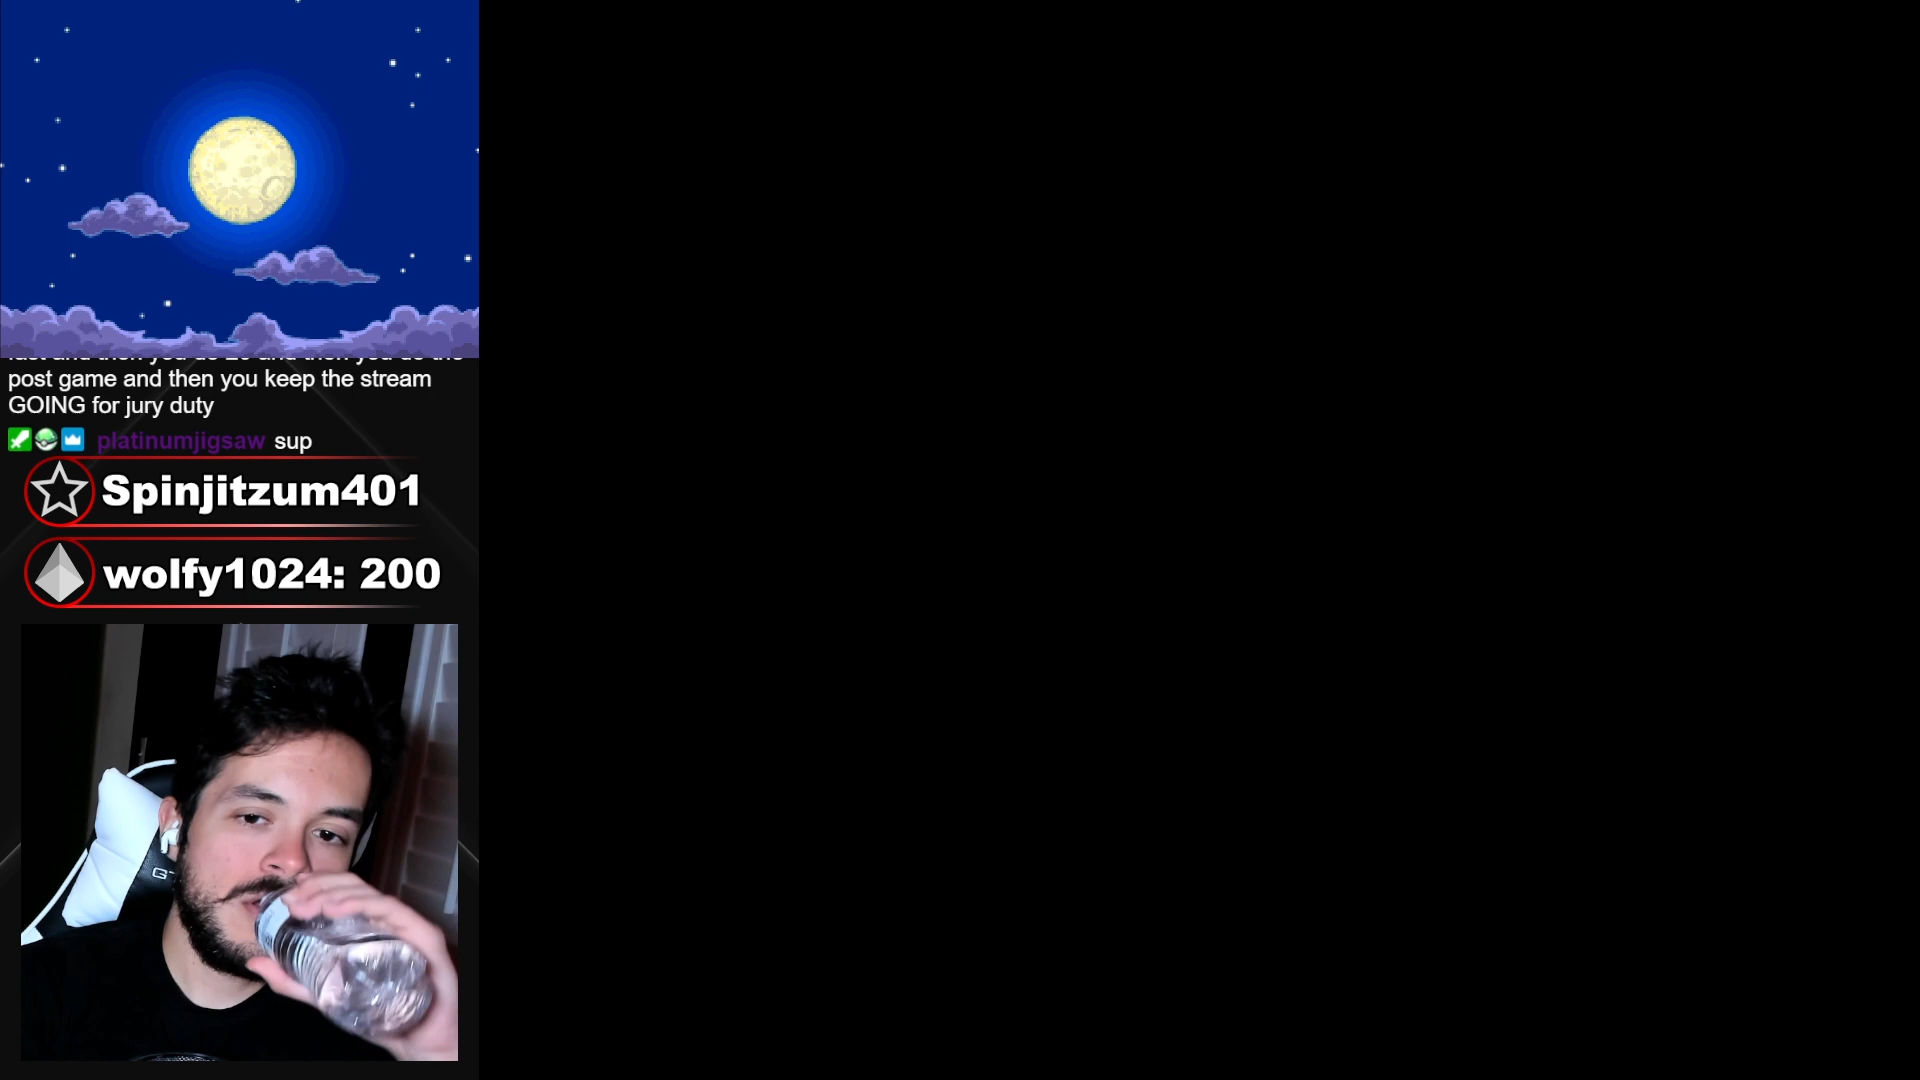 post game and then you keep the stream
GOING for jury duty
platinumjigsaw sup
Spinjitzum401
wolfy1024: 200